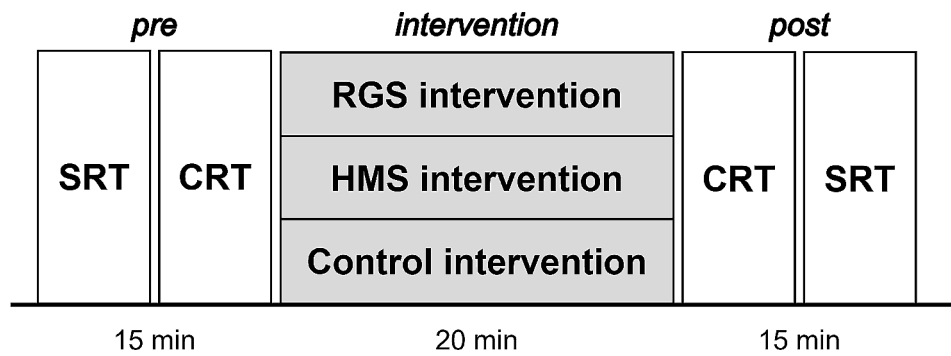 pre intervention post
SRT CRT RGS intervention CRT SRT
HMS intervention
Control intervention
15 min 20 min 15 min